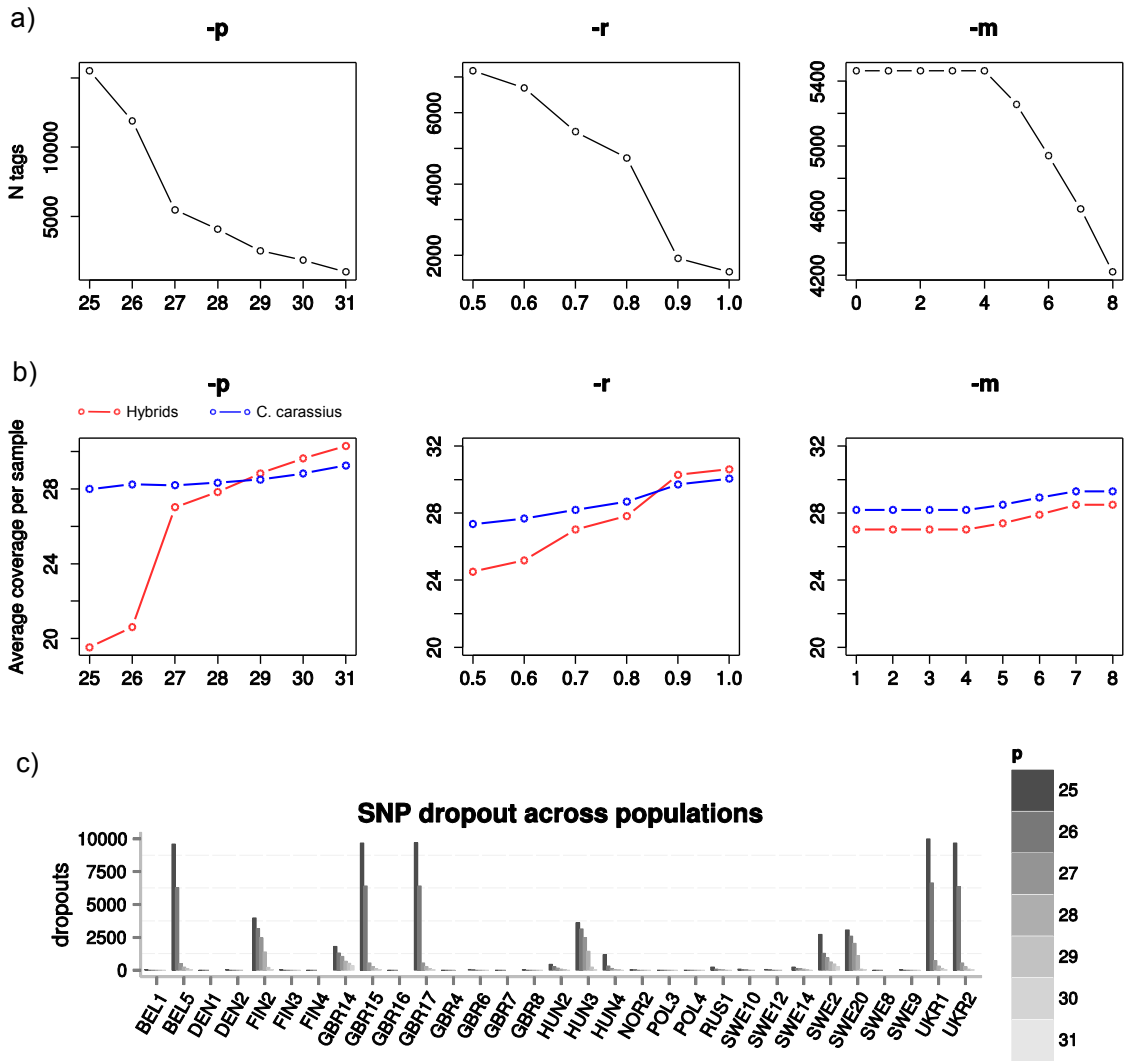 a)
-p -r -m
N tags
5000 10000
2000 4000 6000
4200 4600 5000 5400
25 26 27 28 29 30 31
0.5 0.6 0.7 0.8 0.9 1.0
0 2 4 6 8
b)
-p -r -m
Hybrids C. carassius
Average coverage per sample
20 24 28
20 24 28 32
20 24 28 32
25 26 27 28 29 30 31
0.5 0.6 0.7 0.8 0.9 1.0
1 2 3 4 5 6 7 8
c)
SNP dropout across populations
dropouts
10000
7500
5000
2500
0
BEL1 BEL5 DEN1 DEN2 FIN2 FIN3 FIN4 GBR14 GBR15 GBR16 GBR17 GBR4 GBR6 GBR7 GBR8 HUN2 HUN3 HUN4 NOR2 POL3 POL4 RUS1 SWE10 SWE12 SWE14 SWE2 SWE20 SWE8 SWE9 UKR1 UKR2
p
25
26
27
28
29
30
31